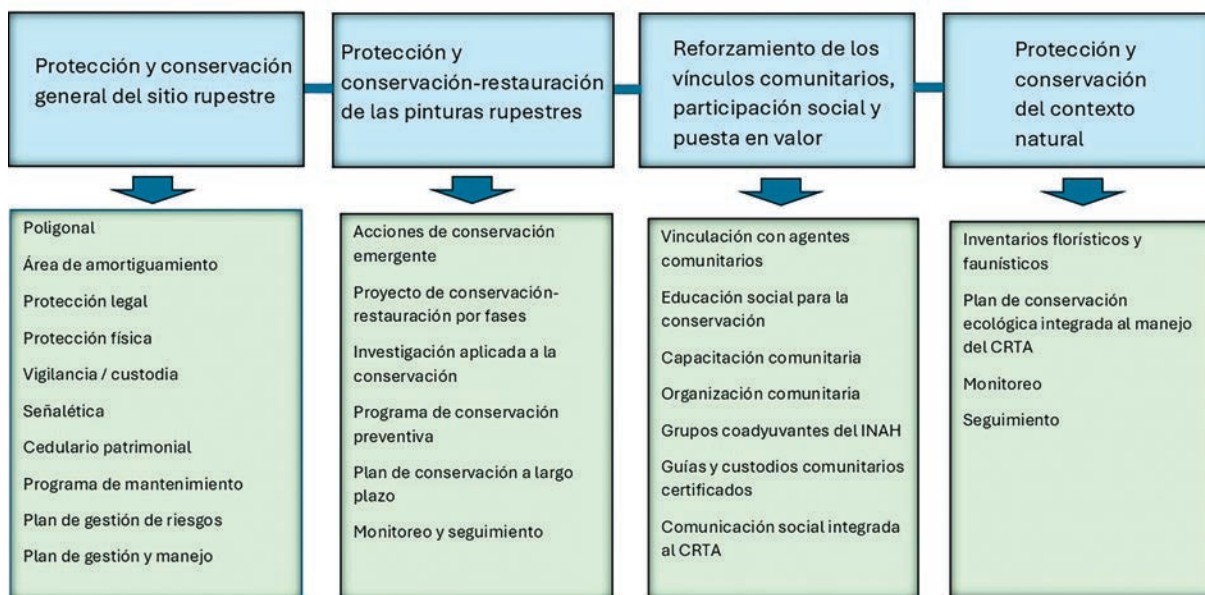 Protección y conservación
general del sitio rupestre
Protección y
conservación-restauración
de las pinturas rupestres
Reforzamiento de los
vínculos comunitarios,
participación social y
puesta en valor
Protección y
conservación
del contexto
natural
Poligonal
Área de amortiguamiento
Protección legal
Protección física
Vigilancia / custodia
Señalética
Cedulario patrimonial
Programa de mantenimiento
Plan de gestión de riesgos
Plan de gestión y manejo
Acciones de conservación
emergente
Proyecto de conservación-
restauración por fases
Investigación aplicada a la
conservación
Programa de conservación
preventiva
Plan de conservación a largo
plazo
Monitoreo y seguimiento
Vinculación con agentes
comunitarios
Educación social para la
conservación
Capacitación comunitaria
Organización comunitaria
Grupos coadyuvantes del INAH
Guías y custodios comunitarios
certificados
Comunicación social integrada
al CRTA
Inventarios florísticos y
faunísticos
Plan de conservación
ecológica integrada al manejo
del CRTA
Monitoreo
Seguimiento